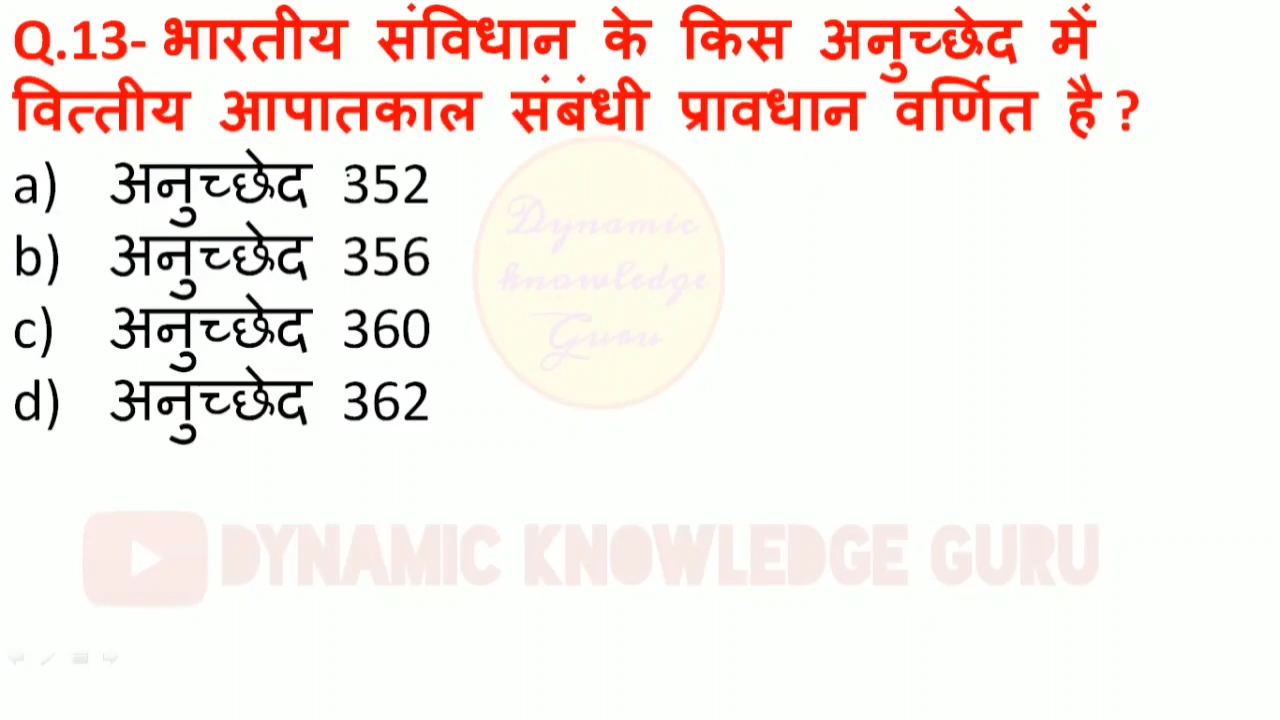 Q.13- भारतीय संविधान के किस अनुच्छेद में
वित्तीय आपातकाल संबंधी प्रावधान वर्णित है ?
a) अनुच्छेद 352
b) अनुच्छेद 356
c) अनुच्छेद 360
d) अनुच्छेद 362
Dynamic
knowledge
Guru
DYNAMIC KNOWLEDGE GURU